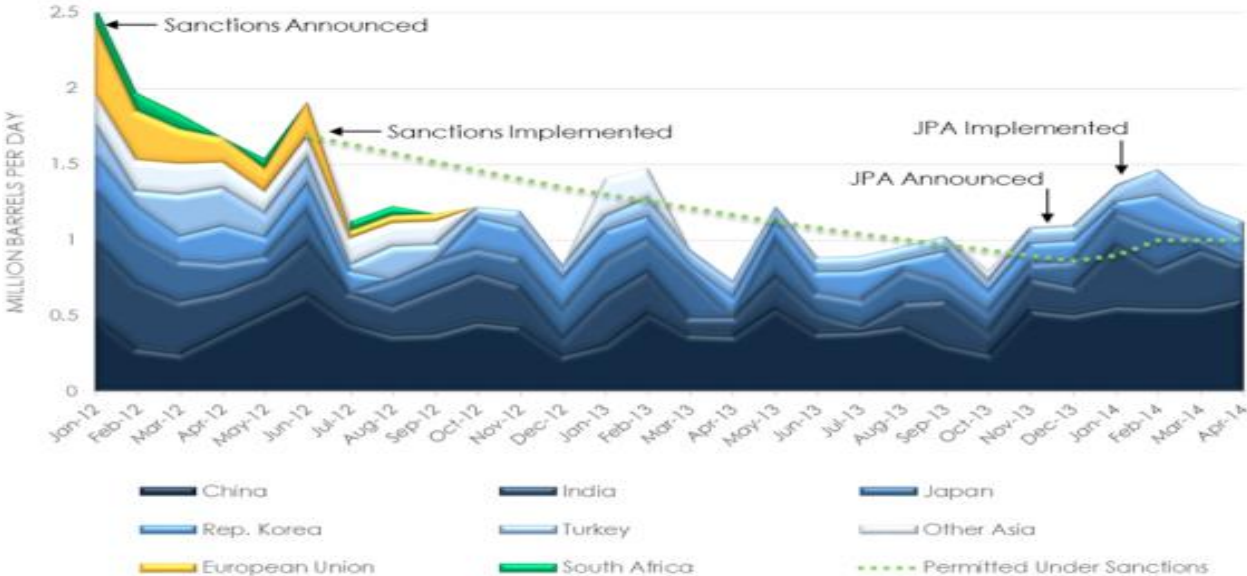 2.5
Sanctions Announced
2
Sanctions Implemented
JPA Implemented
1.5
JPA Announced
1
0.5
0
MILLION BARRELS PER DAY
Jan-12 Feb-12 Mar-12 Apr-12 May-12 Jun-12 Jul-12 Aug-12 Sep-12 Oct-12 Nov-12 Dec-12 Jan-13 Feb-13 Mar-13 Apr-13 May-13 Jun-13 Jul-13 Aug-13 Sep-13 Oct-13 Nov-13 Dec-13 Jan-14 Feb-14 Mar-14 Apr-14
China India Japan
Rep. Korea Turkey Other Asia
European Union South Africa Permitted Under Sanctions